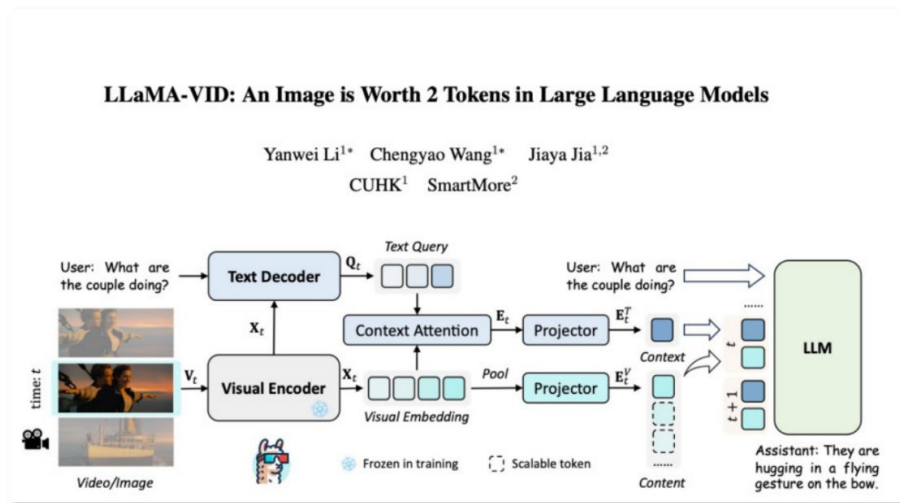 LLaMA-VID: An Image is Worth 2 Tokens in Large Language Models
Yanwei Li¹* Chengyao Wang¹* Jiaya Jia¹,²
CUHK¹ SmartMore²
User: What are
the couple doing?
Text Decoder
Qₜ
Text Query
User: What are
the couple doing?
Xₜ
Context Attention
Eₜ
Projector
Eₜᵀ
Context
......
t
LLM
time: t
Vₜ
Visual Encoder
Xₜ
Visual Embedding
Pool
Projector
Eₜⱽ
......
Content
t + 1
Video/Image
Frozen in training
Scalable token
Assistant: They are
hugging in a flying
gesture on the bow.